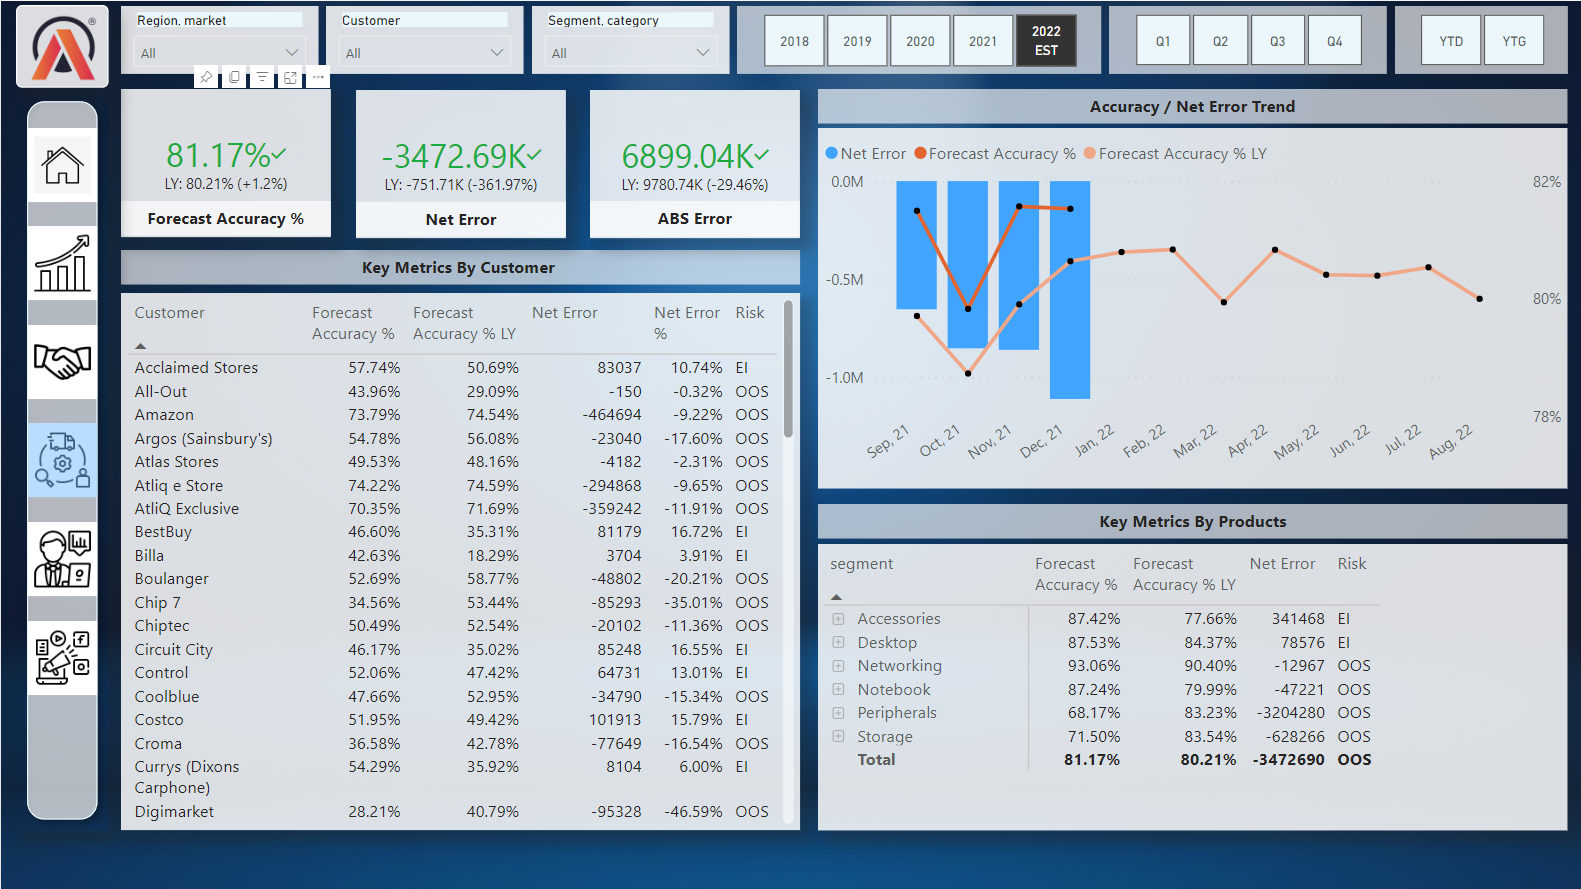 Region, market
All
Customer
All
Segment, category
All
2018
2019
2020
2021
2022
EST
Q1
Q2
Q3
Q4
YTD
YTG
®
81.17%
LY: 80.21% (+1.2%)
Forecast Accuracy %
-3472.69K
LY: -751.71K (-361.97%)
Net Error
6899.04K
LY: 9780.74K (-29.46%)
ABS Error
Key Metrics By Customer
Customer Forecast Accuracy % Forecast Accuracy % LY Net Error Net Error % Risk
Acclaimed Stores 57.74% 50.69% 83037 10.74% EI
All-Out 43.96% 29.09% -150 -0.32% OOS
Amazon 73.79% 74.54% -464694 -9.22% OOS
Argos (Sainsbury's) 54.78% 56.08% -23040 -17.60% OOS
Atlas Stores 49.53% 48.16% -4182 -2.31% OOS
Atliq e Store 74.22% 74.59% -294868 -9.65% OOS
AtliQ Exclusive 70.35% 71.69% -359242 -11.91% OOS
BestBuy 46.60% 35.31% 81179 16.72% EI
Billa 42.63% 18.29% 3704 3.91% EI
Boulanger 52.69% 58.77% -48802 -20.21% OOS
Chip 7 34.56% 53.44% -85293 -35.01% OOS
Chiptec 50.49% 52.54% -20102 -11.36% OOS
Circuit City 46.17% 35.02% 85248 16.55% EI
Control 52.06% 47.42% 64731 13.01% EI
Coolblue 47.66% 52.95% -34790 -15.34% OOS
Costco 51.95% 49.42% 101913 15.79% EI
Croma 36.58% 42.78% -77649 -16.54% OOS
Currys (Dixons 54.29% 35.92% 8104 6.00% EI
Carphone)
Digimarket 28.21% 40.79% -95328 -46.59% OOS
Accuracy / Net Error Trend
Net Error Forecast Accuracy % Forecast Accuracy % LY
0.0M
-0.5M
-1.0M
82%
80%
78%
Sep, 21
Oct, 21
Nov, 21
Dec, 21
Jan, 22
Feb, 22
Mar, 22
Apr, 22
May, 22
Jun, 22
Jul, 22
Aug, 22
Key Metrics By Products
segment Forecast Accuracy % Forecast Accuracy % LY Net Error Risk
Accessories 87.42% 77.66% 341468 EI
Desktop 87.53% 84.37% 78576 EI
Networking 93.06% 90.40% -12967 OOS
Notebook 87.24% 79.99% -47221 OOS
Peripherals 68.17% 83.23% -3204280 OOS
Storage 71.50% 83.54% -628266 OOS
Total 81.17% 80.21% -3472690 OOS